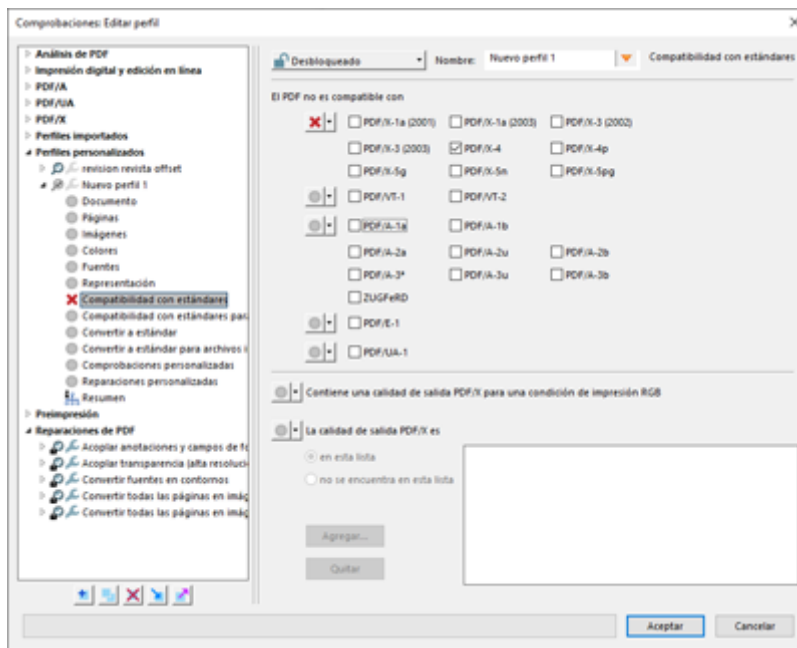 Comprobaciones: Editar perfil
Análisis de PDF
Impresión digital y edición en línea
PDF/A
PDF/UA
PDF/X
Perfiles importados
Perfiles personalizados
revision revista offset
Nuevo perfil 1
Documento
Páginas
Imágenes
Colores
Fuentes
Representación
Compatibilidad con estándares
Compatibilidad con estándares par
Convertir a estándar
Convertir a estándar para archivos i
Comprobaciones personalizadas
Reparaciones personalizadas
Resumen
Preimpresión
Reparaciones de PDF
Acoplar anotaciones y campos de fo
Acoplar transparencia (alta resoluci
Convertir fuentes en contornos
Convertir todas las páginas en imág
Convertir todas las páginas en imág
Desbloqueado Nombre: Nuevo perfil 1 Compatibilidad con estándares
El PDF no es compatible con
PDF/X-1a (2001) PDF/X-1a (2003) PDF/X-3 (2002)
PDF/X-3 (2003) PDF/X-4 PDF/X-4p
PDF/X-5g PDF/X-5n PDF/X-5pg
PDF/VT-1 PDF/VT-2
PDF/A-1a PDF/A-1b
PDF/A-2a PDF/A-2u PDF/A-2b
PDF/A-3* PDF/A-3u PDF/A-3b
ZUGFeRD
PDF/E-1
PDF/UA-1
Contiene una calidad de salida PDF/X para una condición de impresión RGB
La calidad de salida PDF/X es
en esta lista
no se encuentra en esta lista
Agregar...
Quitar
Aceptar Cancelar